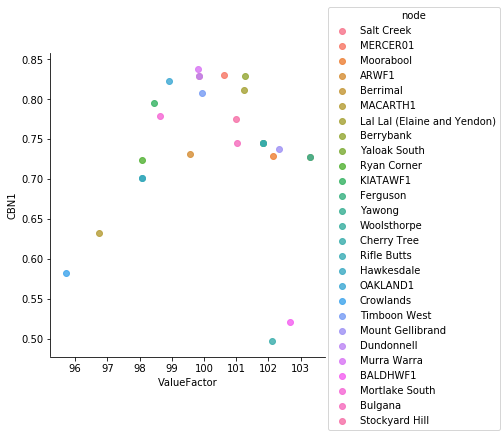 node
Salt Creek
MERCER01
Moorabool
ARWF1
Berrimal
MACARTH1
Lal Lal (Elaine and Yendon)
Berrybank
Yaloak South
Ryan Corner
KIATAWF1
Ferguson
Yawong
Woolsthorpe
Cherry Tree
Rifle Butts
Hawkesdale
OAKLAND1
Crowlands
Timboon West
Mount Gellibrand
Dundonnell
Murra Warra
BALDHWF1
Mortlake South
Bulgana
Stockyard Hill
0.85
0.80
0.75
0.70
0.65
0.60
0.55
0.50
CBN1
96 97 98 99 100 101 102 103
ValueFactor